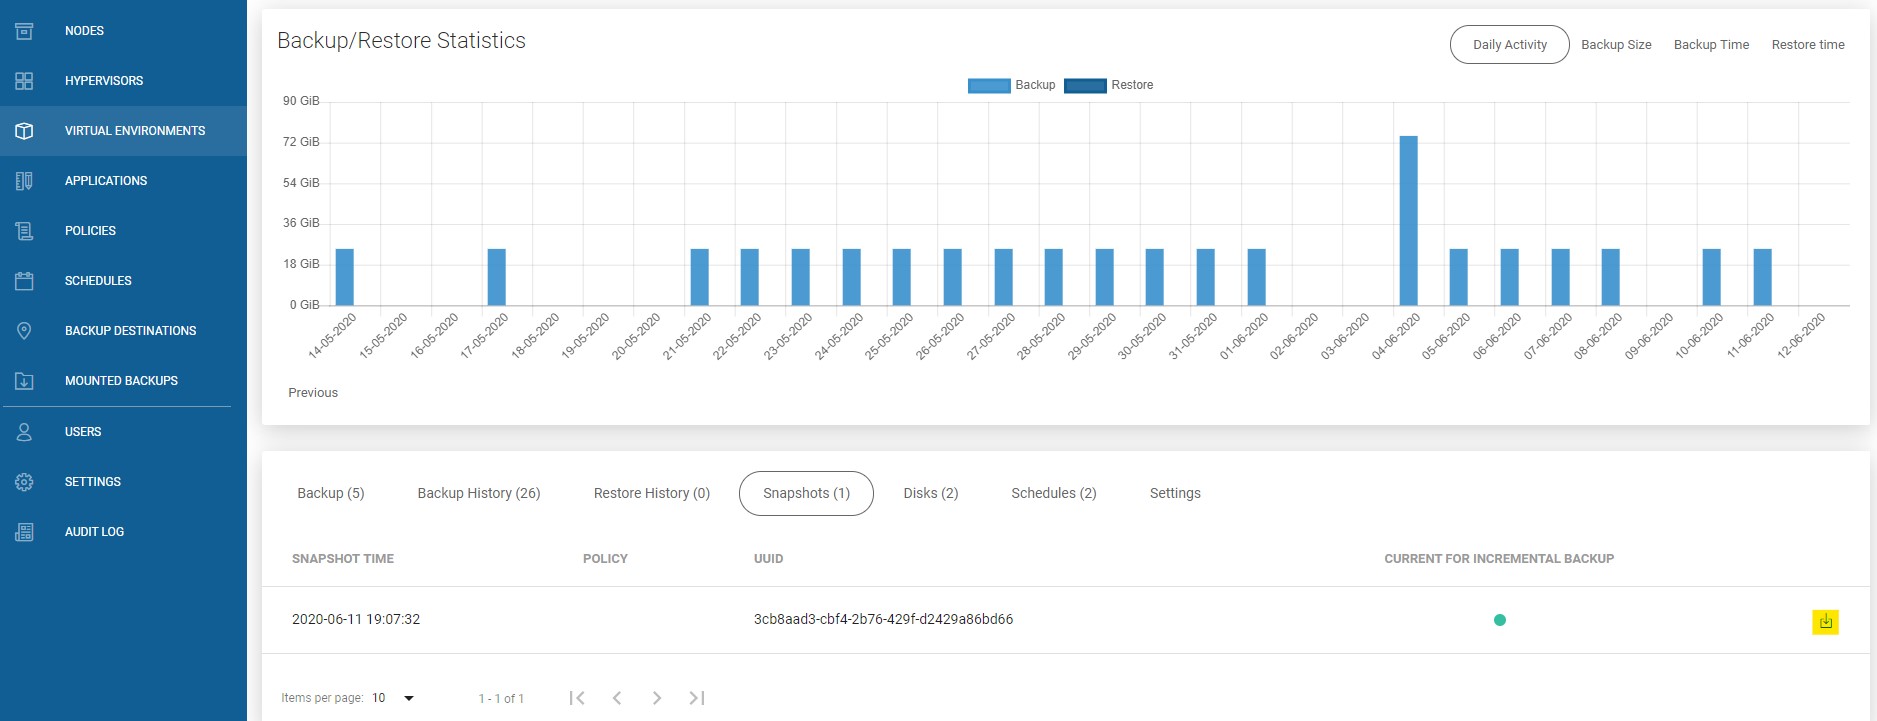 NODES
HYPERVISORS
VIRTUAL ENVIRONMENTS
APPLICATIONS
POLICIES
SCHEDULES
BACKUP DESTINATIONS
MOUNTED BACKUPS
USERS
SETTINGS
AUDIT LOG
Backup/Restore Statistics
Daily Activity Backup Size Backup Time Restore time
Backup Restore
90 GiB
72 GiB
54 GiB
36 GiB
18 GiB
0 GiB
14-05-2020 15-05-2020 16-05-2020 17-05-2020 18-05-2020 19-05-2020 20-05-2020 21-05-2020 22-05-2020 23-05-2020 24-05-2020 25-05-2020 26-05-2020 27-05-2020 28-05-2020 29-05-2020 30-05-2020 31-05-2020 01-06-2020 02-06-2020 03-06-2020 04-06-2020 05-06-2020 06-06-2020 07-06-2020 08-06-2020 09-06-2020 10-06-2020 11-06-2020 12-06-2020
Previous
Backup (5) Backup History (26) Restore History (0) Snapshots (1) Disks (2) Schedules (2) Settings
SNAPSHOT TIME POLICY UUID CURRENT FOR INCREMENTAL BACKUP
2020-06-11 19:07:32 3cb8aad3-cbf4-2b76-429f-d2429a86bd66
Items per page: 10 1 - 1 of 1